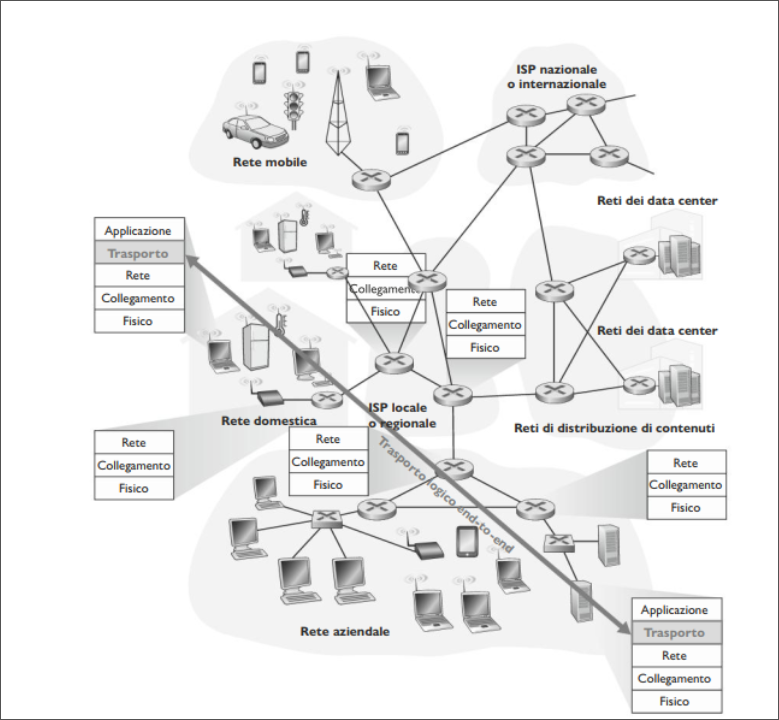 ISP nazionale
o internazionale
Rete mobile
Reti dei data center
Applicazione
Trasporto
Rete
Collegamento
Fisico
Rete
Collegamento
Fisico
Rete
Collegamento
Fisico
Reti dei data center
Rete domestica
ISP locale
o regionale
Reti di distribuzione di contenuti
Rete
Collegamento
Fisico
Rete
Collegamento
Fisico
Trasporto logico end-to-end
Rete
Collegamento
Fisico
Rete aziendale
Applicazione
Trasporto
Rete
Collegamento
Fisico